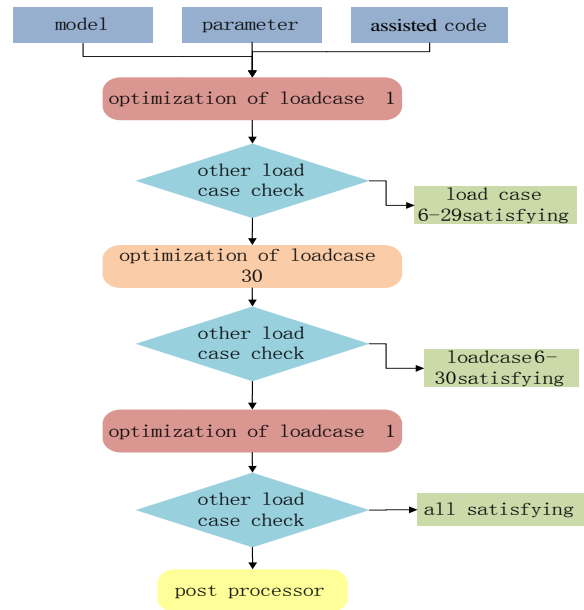 model
parameter
assisted code
optimization of loadcase 1
other load
case check
load case
6-29satisfying
optimization of loadcase
30
other load
case check
loadcase6-
30satisfying
optimization of loadcase 1
other load
case check
all satisfying
post processor